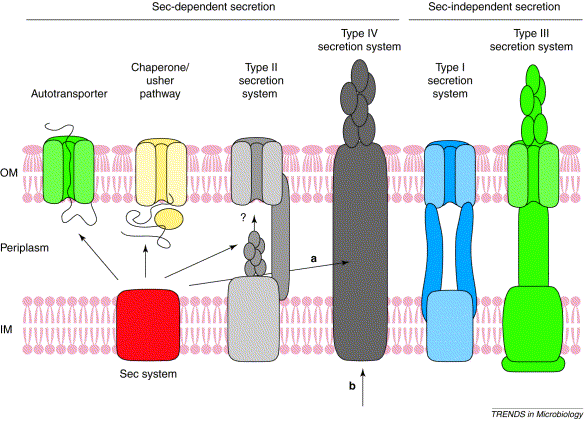 Sec-dependent secretion
Sec-independent secretion
Autotransporter
Chaperone/
usher
pathway
Type II
secretion
system
Type IV
secretion system
Type I
secretion
system
Type III
secretion system
OM
?
Periplasm
a
IM
Sec system
b
TRENDS in Microbiology